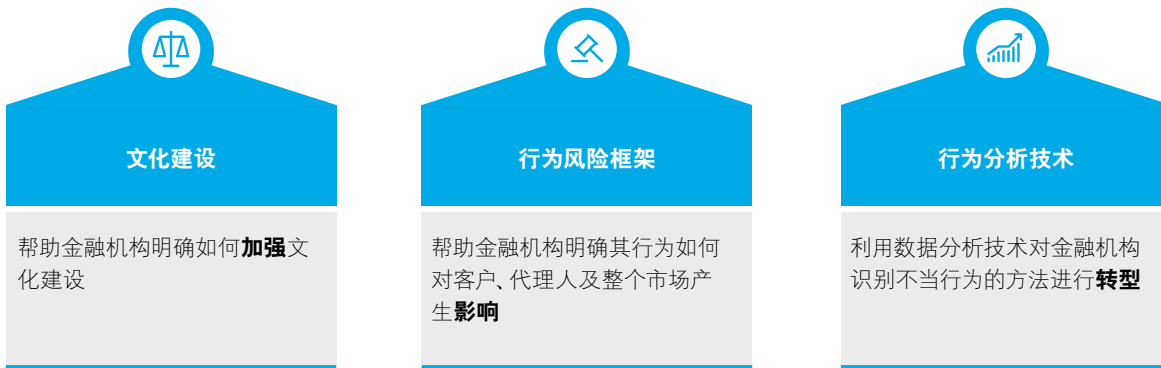 文化建设
帮助金融机构明确如何加强文
化建设
行为风险框架
帮助金融机构明确其行为如何
对客户、代理人及整个市场产
生影响
行为分析技术
利用数据分析技术对金融机构
识别不当行为的方法进行转型